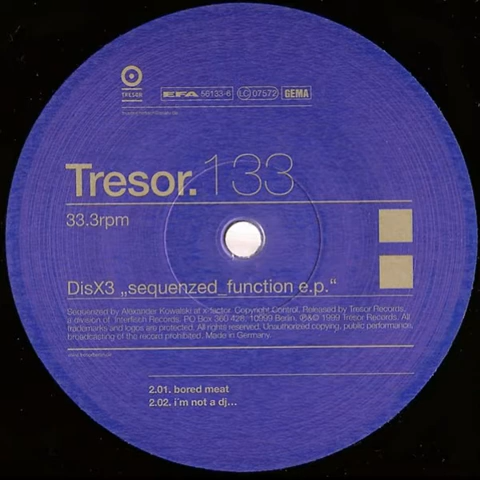 TRESOR
EFA 56133-6
LC 07572
GEMA
Tresor.133
33.3rpm
DisX3 „sequenzed_function e.p.“
Sequenzed by Alexander Kowalski at x-factor. Copyright Control. Released by Tresor Records,
a division of Interfisch Records. PO Box 360 428, 10999 Berlin. ℗&© 1999 Tresor Records. All
trademarks and logos are protected. All rights reserved. Unauthorized copying, public performance,
broadcasting of the record prohibited. Made in Germany.
2.01. bored meat
2.02. i´m not a dj...